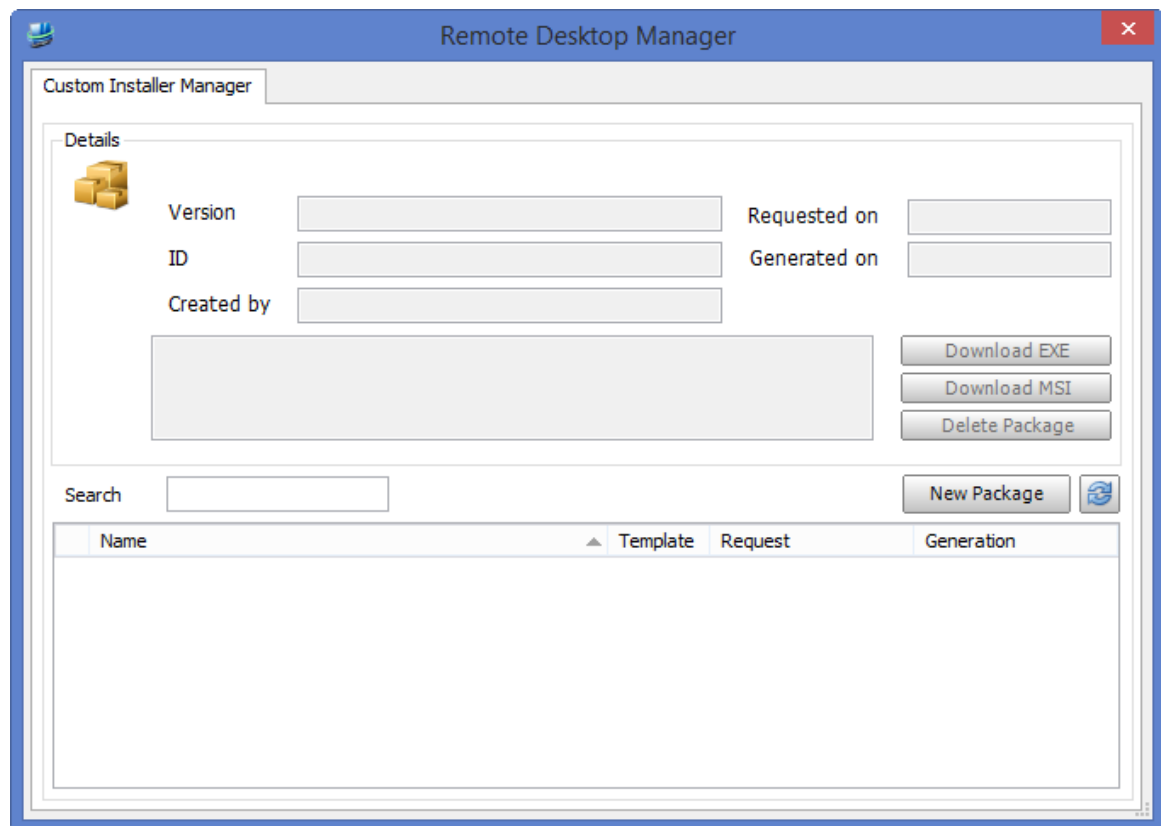 Remote Desktop Manager
Custom Installer Manager
Details
Version
Requested on
ID
Generated on
Created by
Download EXE
Download MSI
Delete Package
Search
New Package
Name Template Request Generation